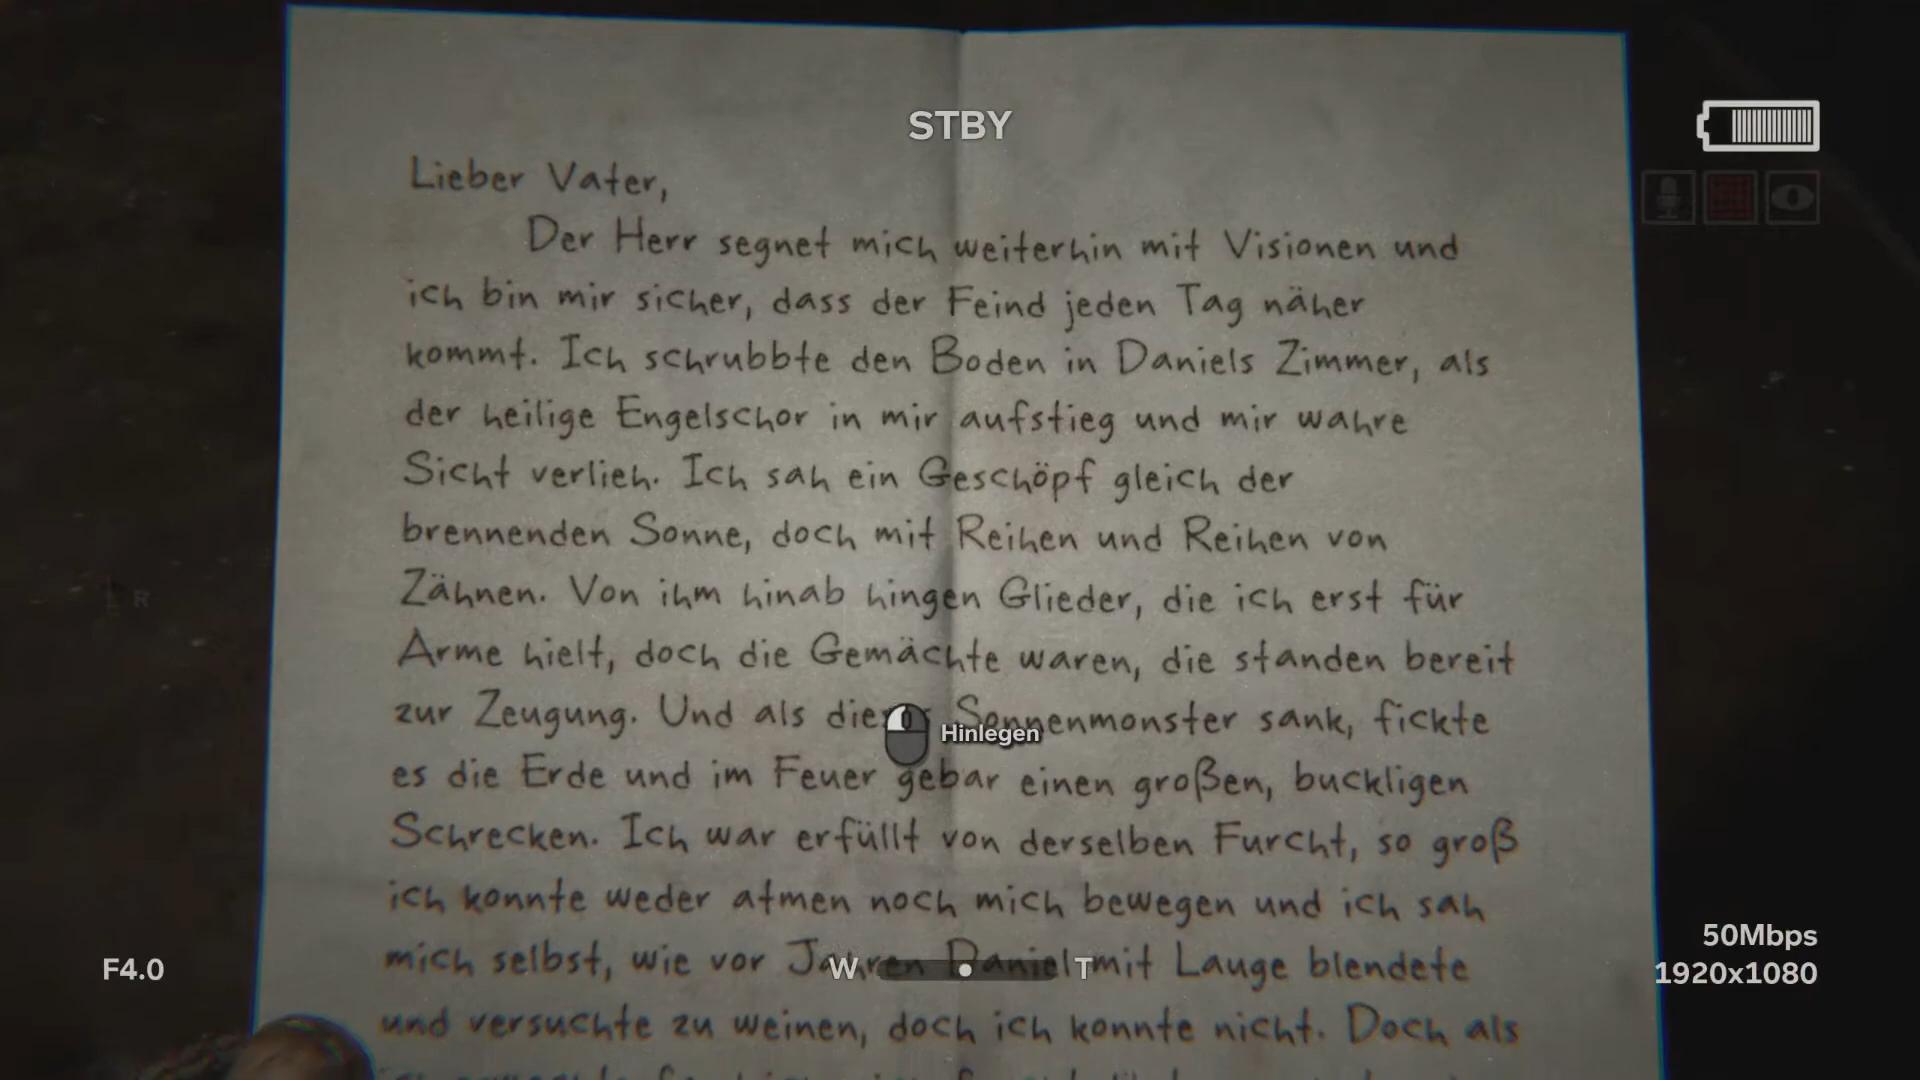 STBY
Lieber Vater,
Der Herr segnet mich weiterhin mit Visionen und
ich bin mir sicher, dass der Feind jeden Tag näher
kommt. Ich schrubbte den Boden in Daniels Zimmer, als
der heilige Engelschor in mir aufstieg und mir wahre
Sicht verlieh. Ich sah ein Geschöpf gleich der
brennenden Sonne, doch mit Reihen und Reihen von
Zähnen. Von ihm hinab hingen Glieder, die ich erst für
Arme hielt, doch die Gemächte waren, die standen bereit
zur Zeugung. Und als Sonnenmonster sank, fickte
Hinlegen
es die Erde und im Feuer gebar einen großen, buckligen
Schrecken. Ich war erfüllt von derselben Furcht, so groß
ich konnte weder atmen noch mich bewegen und ich sah
mich selbst, wie vor Jahren Daniel mit Lauge blendete
und versuchte zu weinen, doch ich konnte nicht. Doch als
F4.0
W T
50Mbps
1920x1080